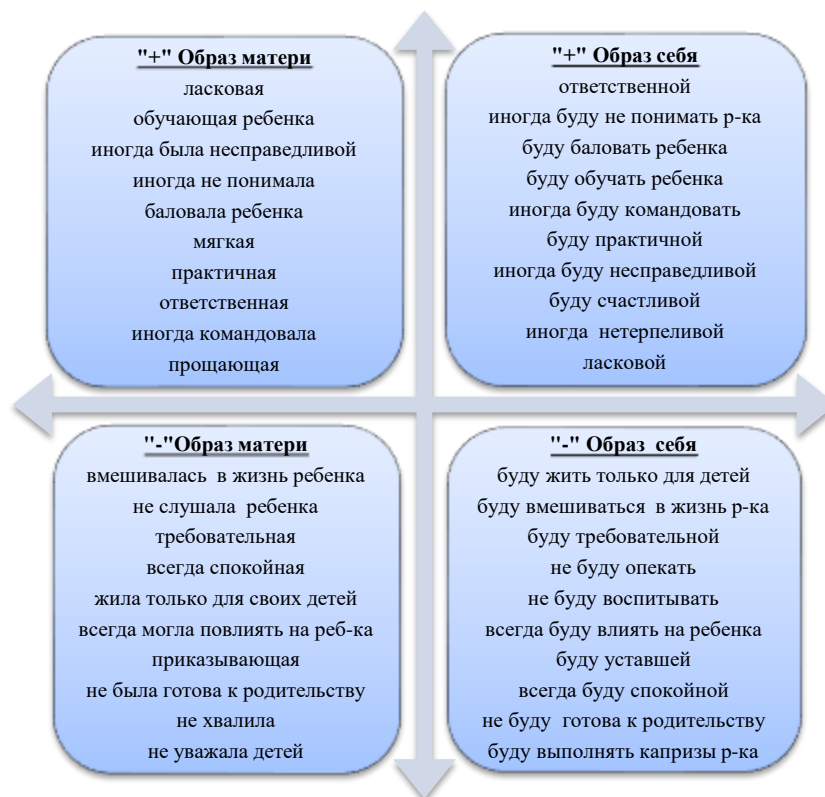 "+" Образ матери
ласковая
обучающая ребенка
иногда была несправедливой
иногда не понимала
баловала ребенка
мягкая
практичная
ответственная
иногда командовала
прощающая
"+" Образ себя
ответственной
иногда буду не понимать р-ка
буду баловать ребенка
буду обучать ребенка
иногда буду командовать
буду практичной
иногда буду несправедливой
буду счастливой
иногда нетерпеливой
ласковой
"-"Образ матери
вмешивалась в жизнь ребенка
не слушала ребенка
требовательная
всегда спокойная
жила только для своих детей
всегда могла повлиять на реб-ка
приказывающая
не была готова к родительству
не хвалила
не уважала детей
"-" Образ себя
буду жить только для детей
буду вмешиваться в жизнь р-ка
буду требовательной
не буду опекать
не буду воспитывать
всегда буду влиять на ребенка
буду уставшей
всегда буду спокойной
не буду готова к родительству
буду выполнять капризы р-ка